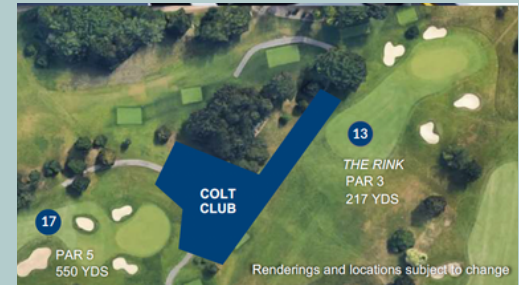 13
THE RINK
PAR 3
217 YDS
COLT
CLUB
17
PAR 5
550 YDS
Renderings and locations subject to change